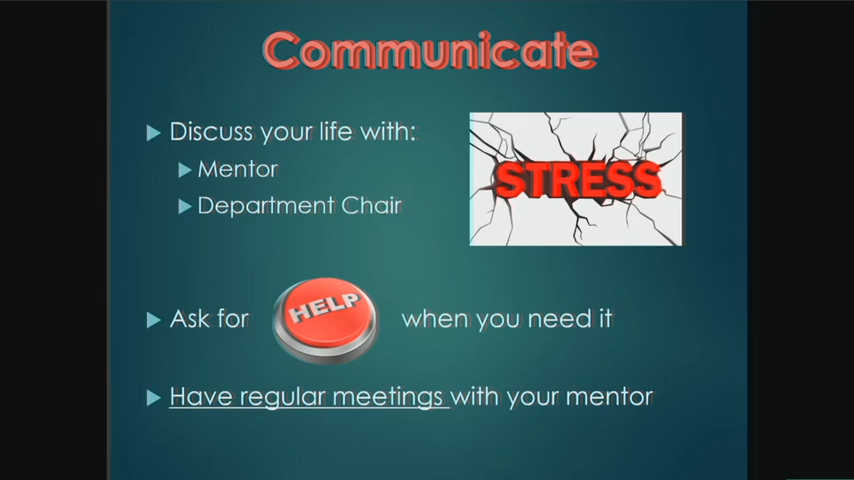 Communicate
Discuss your life with:
Mentor
Department Chair
STRESS
Ask for HELP when you need it
Have regular meetings with your mentor